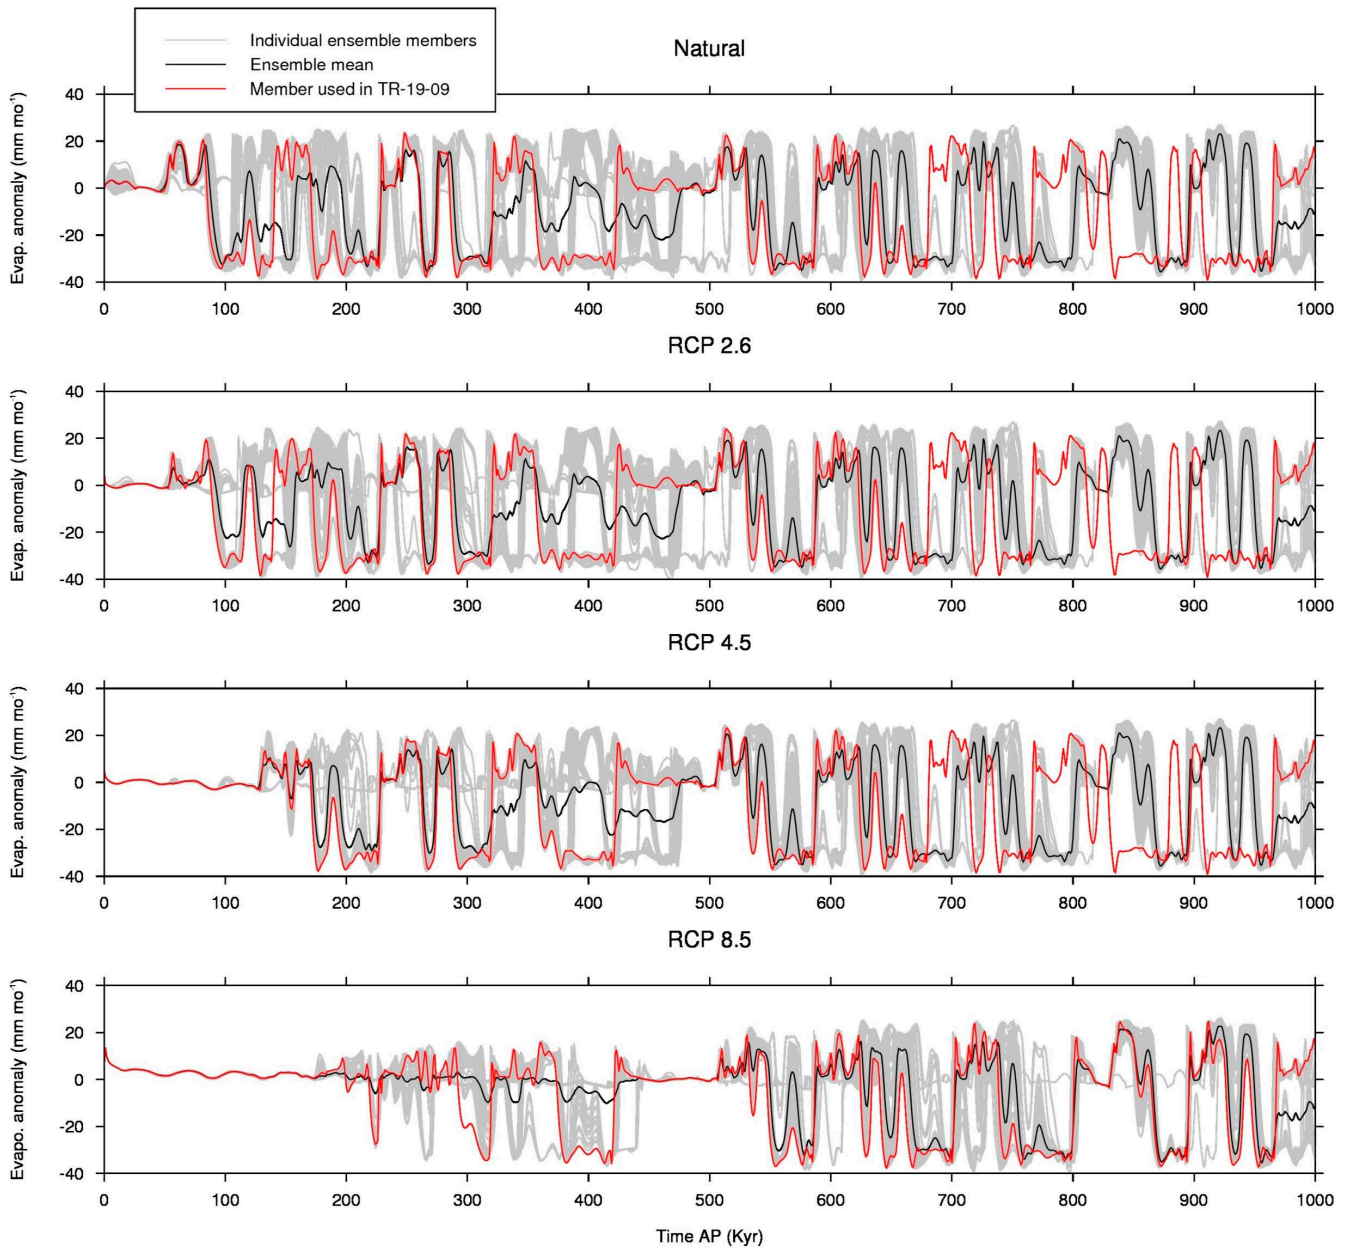 Individual ensemble members
Ensemble mean
Member used in TR-19-09
Natural
Evap. anomaly (mm mo⁻¹)
40
20
0
-20
-40
0 100 200 300 400 500 600 700 800 900 1000
RCP 2.6
Evap. anomaly (mm mo⁻¹)
40
20
0
-20
-40
0 100 200 300 400 500 600 700 800 900 1000
RCP 4.5
Evap. anomaly (mm mo⁻¹)
40
20
0
-20
-40
0 100 200 300 400 500 600 700 800 900 1000
RCP 8.5
Evapo. anomaly (mm mo⁻¹)
40
20
0
-20
-40
0 100 200 300 400 500 600 700 800 900 1000
Time AP (Kyr)